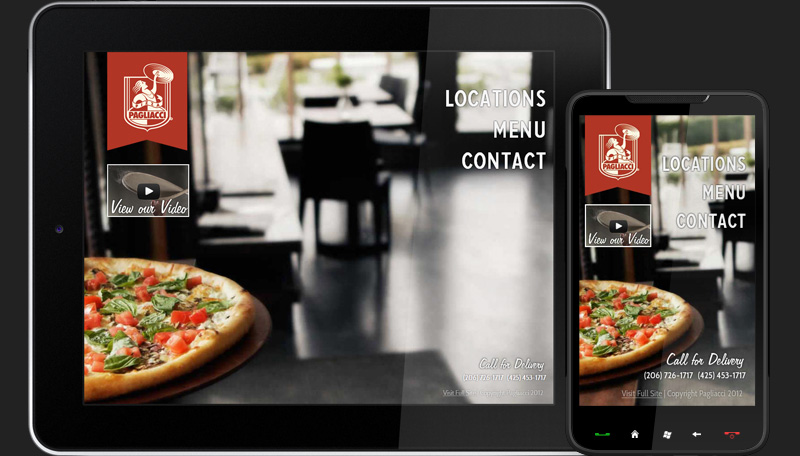 PAGLIACCI
View our Video
LOCATIONS
MENU
CONTACT
Call for Delivery
(206) 726-1717 (425) 453-1717
Visit Full Site
Copyright Pagliacci 2012
PAGLIACCI
View our Video
LOCATIONS
MENU
CONTACT
Call for Delivery
(206) 726-1717 (425) 453-1717
Visit Full Site | Copyright Pagliacci 2012